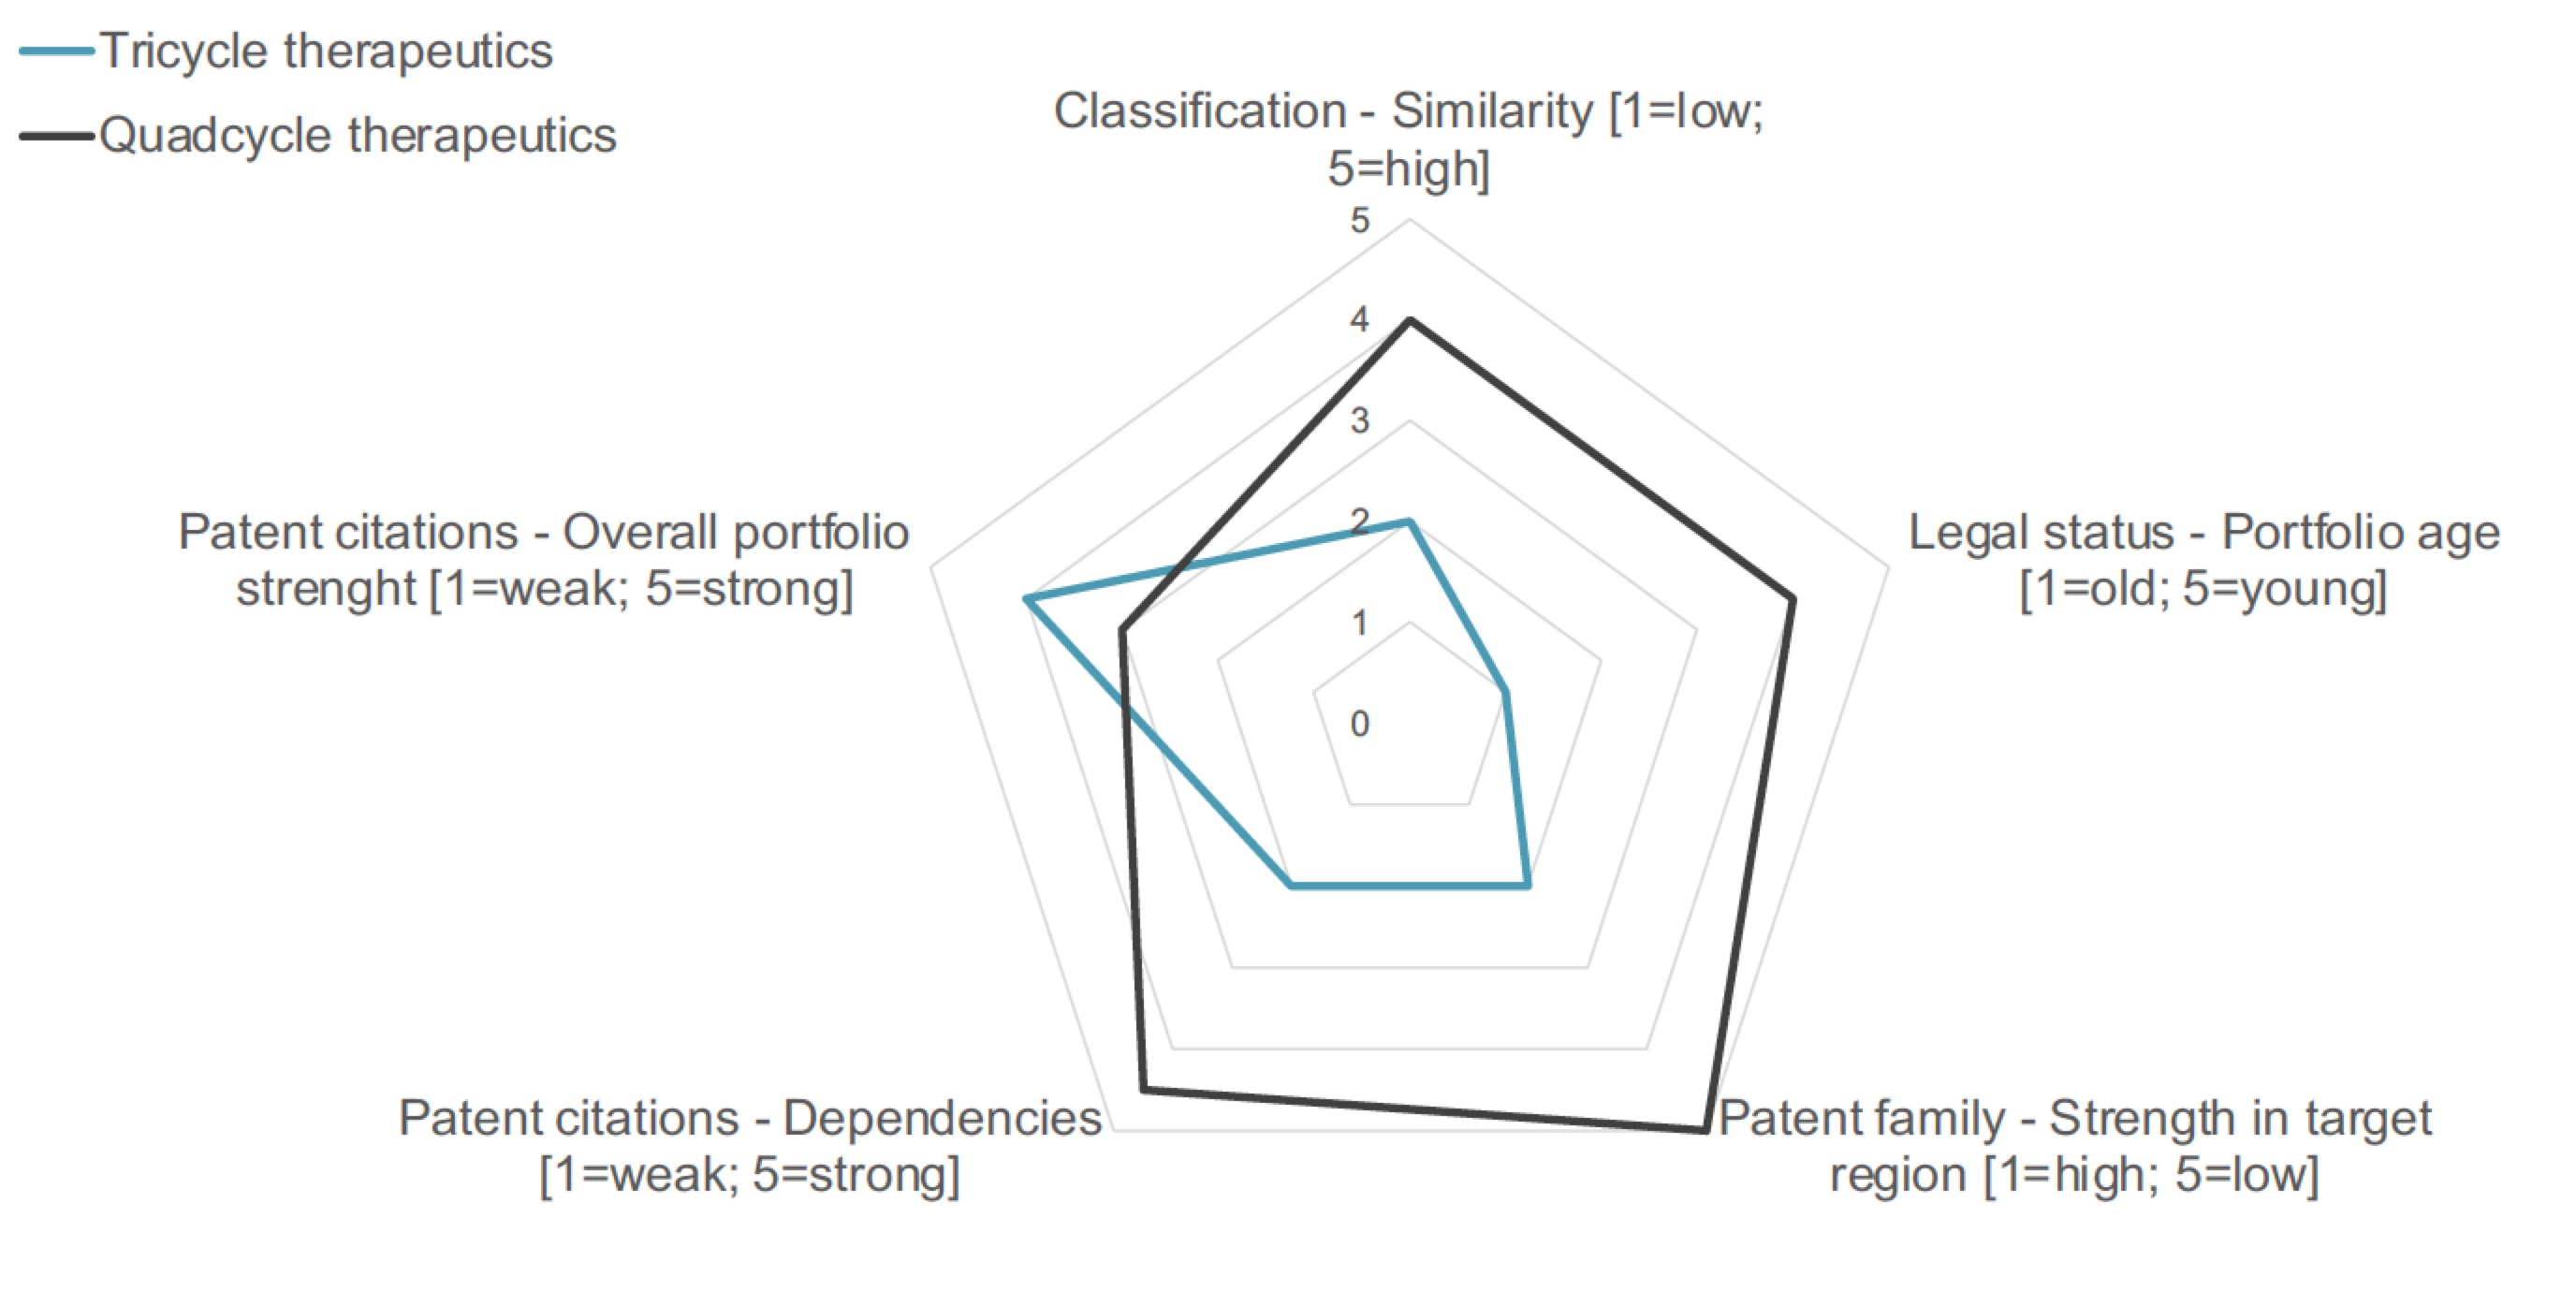 Tricycle therapeutics
Quadcycle therapeutics
Classification - Similarity [1=low;
5=high]
5
4
3
2
1
0
Patent citations - Overall portfolio
strenght [1=weak; 5=strong]
Legal status - Portfolio age
[1=old; 5=young]
Patent citations - Dependencies
[1=weak; 5=strong]
Patent family - Strength in target
region [1=high; 5=low]